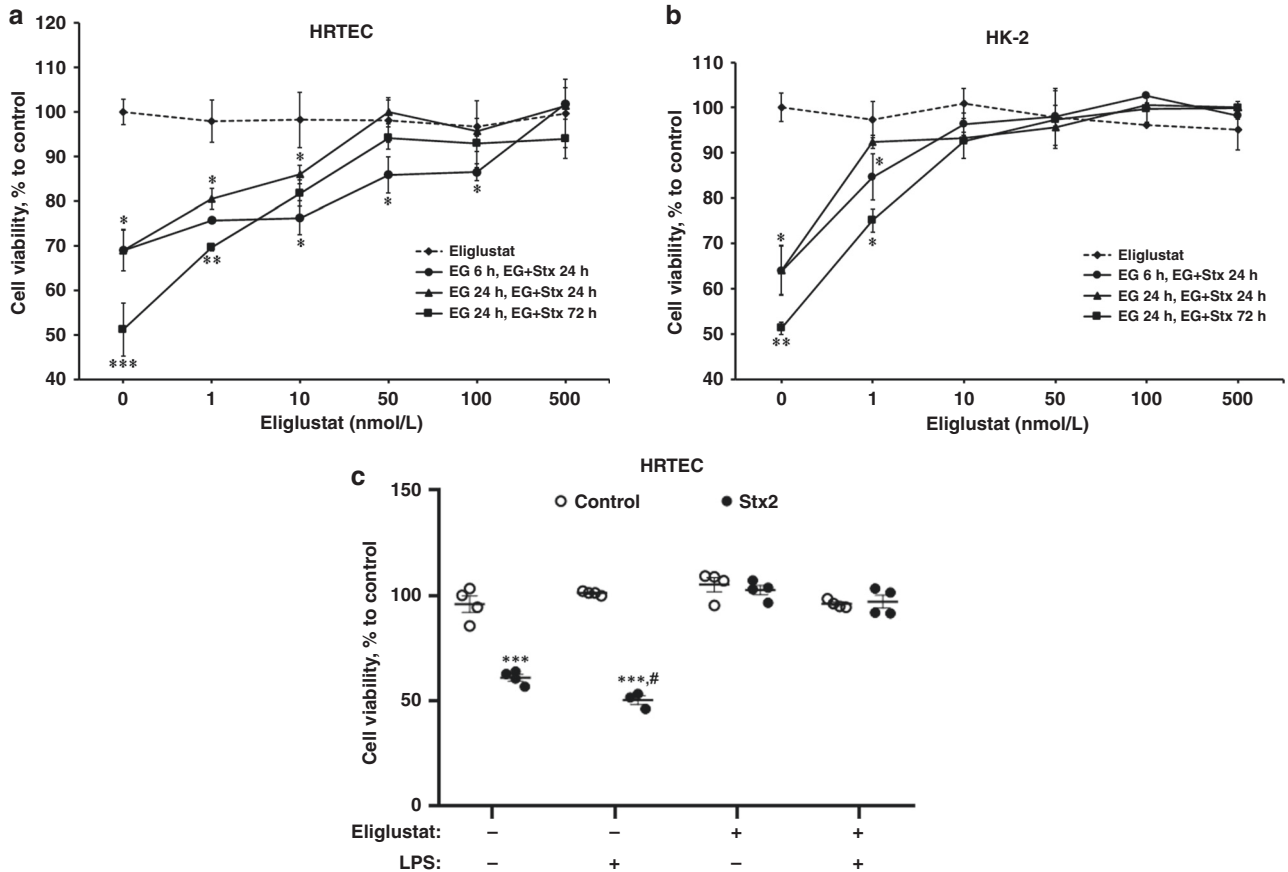 a
HRTEC
120
110
100
90
80
70
60
50
40
Cell viability, % to control
*
*
*
*
*
*
**
***
Eliglustat
EG 6 h, EG+Stx 24 h
EG 24 h, EG+Stx 24 h
EG 24 h, EG+Stx 72 h
0 1 10 50 100 500
Eliglustat (nmol/L)
b
HK-2
110
100
90
80
70
60
50
40
Cell viability, % to control
*
*
*
**
Eliglustat
EG 6 h, EG+Stx 24 h
EG 24 h, EG+Stx 24 h
EG 24 h, EG+Stx 72 h
0 1 10 50 100 500
Eliglustat (nmol/L)
c
HRTEC
Control Stx2
150
100
50
0
Cell viability, % to control
***
***,#
Eliglustat: – – + +
LPS: – + – +